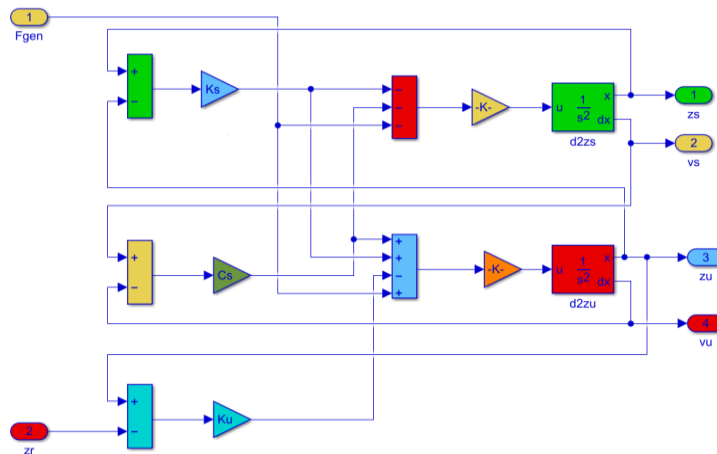 1
Fgen
+
−
Ks
−
−
−
-K-
u
1
s2
x
dx
d2zs
1
zs
2
vs
+
−
Cs
+
+
−
+
-K-
u
1
s2
x
dx
d2zu
3
zu
4
vu
+
−
Ku
2
zr